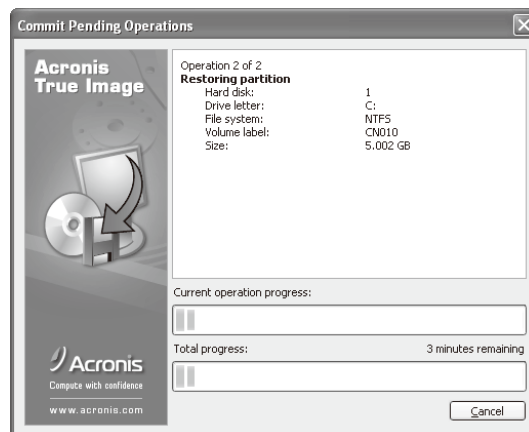 Commit Pending Operations
Acronis
True Image
Operation 2 of 2
Restoring partition
Hard disk: 1
Drive letter: C:
File system: NTFS
Volume label: CN010
Size: 5.002 GB
Current operation progress:
Total progress: 3 minutes remaining
Acronis
Compute with confidence
www.acronis.com
Cancel